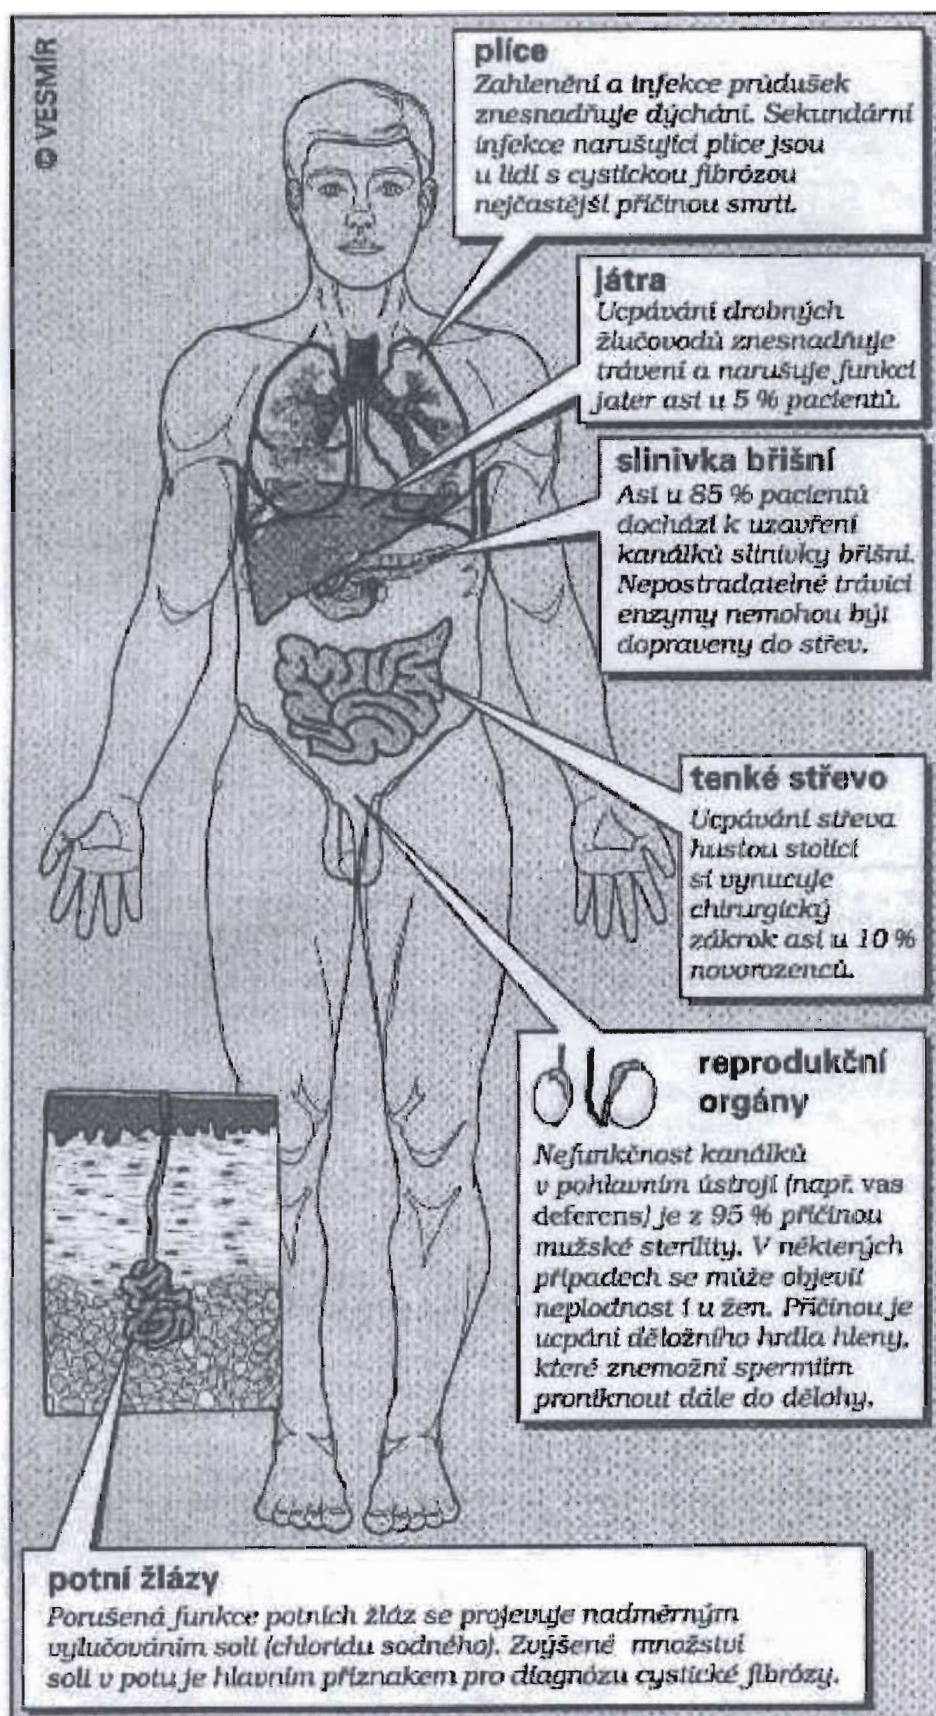 © VESMÍR
plíce
Zahlenění a infekce průdušek
znesnadňuje dýchání. Sekundární
infekce narušující plíce jsou
u lidí s cystickou fibrózou
nejčastější příčinou smrti.
játra
Ucpávání drobných
žlučovodů znesnadňuje
trávení a narušuje funkci
jater asi u 5 % pacientů.
slinivka břišní
Asi u 85 % pacientů
dochází k uzavření
kanálků slinivky břišní.
Nepostradatelné trávicí
enzymy nemohou být
dopraveny do střev.
tenké střevo
Ucpávání střeva
hustou stolicí
si vynucuje
chirurgický
zákrok asi u 10 %
novorozenců.
reprodukční
orgány
Nefunkčnost kanálků
v pohlavním ústrojí (např. vas
deferens) je z 95 % příčinou
mužské sterility. V některých
případech se může objevit
neplodnost i u žen. Příčinou je
ucpání děložního hrdla hleny,
které znemožní spermiím
proniknout dále do dělohy.
potní žlázy
Porušená funkce potních žláz se projevuje nadměrným
vylučováním soli (chloridu sodného). Zvýšené množství
soli v potu je hlavním příznakem pro diagnózu cystické fibrózy.